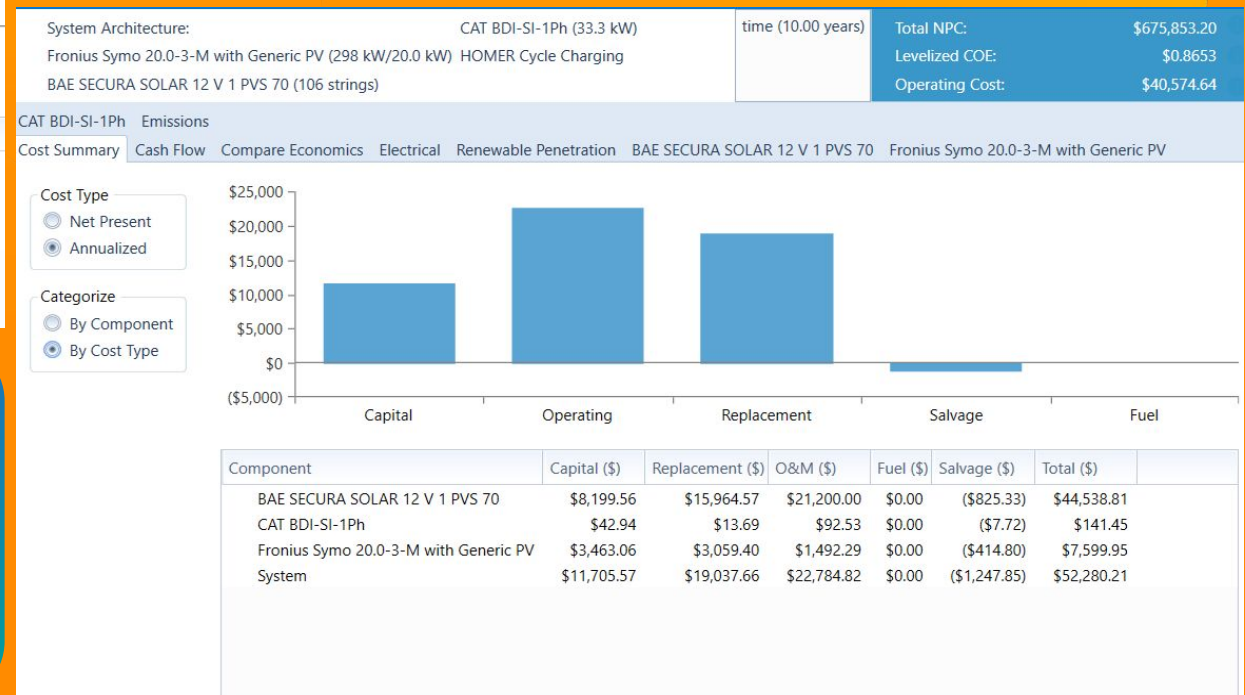 System Architecture:
Fronius Symo 20.0-3-M with Generic PV (298 kW/20.0 kW)
BAE SECURA SOLAR 12 V 1 PVS 70 (106 strings)
CAT BDI-SI-1Ph (33.3 kW)
HOMER Cycle Charging
time (10.00 years)
Total NPC: $675,853.20
Levelized COE: $0.8653
Operating Cost: $40,574.64
CAT BDI-SI-1Ph Emissions
Cost Summary Cash Flow Compare Economics Electrical Renewable Penetration BAE SECURA SOLAR 12 V 1 PVS 70 Fronius Symo 20.0-3-M with Generic PV
Cost Type
Net Present
Annualized
Categorize
By Component
By Cost Type
$25,000
$20,000
$15,000
$10,000
$5,000
$0
($5,000)
Capital Operating Replacement Salvage Fuel
Component Capital ($) Replacement ($) O&M ($) Fuel ($) Salvage ($) Total ($)
BAE SECURA SOLAR 12 V 1 PVS 70 $8,199.56 $15,964.57 $21,200.00 $0.00 ($825.33) $44,538.81
CAT BDI-SI-1Ph $42.94 $13.69 $92.53 $0.00 ($7.72) $141.45
Fronius Symo 20.0-3-M with Generic PV $3,463.06 $3,059.40 $1,492.29 $0.00 ($414.80) $7,599.95
System $11,705.57 $19,037.66 $22,784.82 $0.00 ($1,247.85) $52,280.21